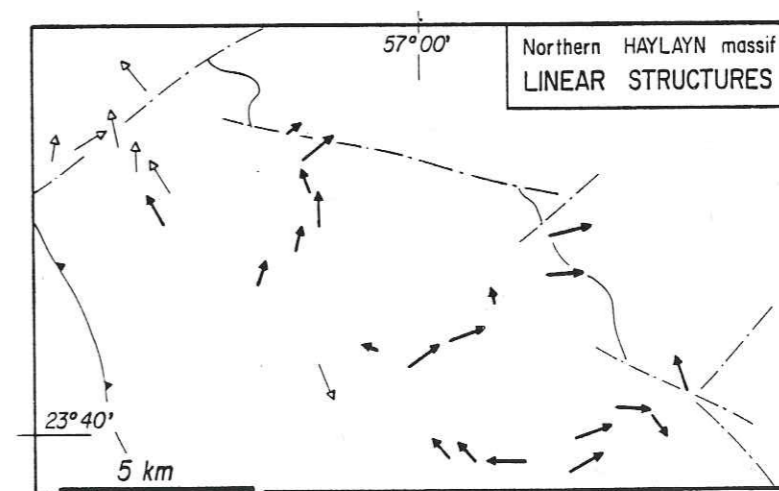 57°00'
Northern HAYLAYN massif
LINEAR STRUCTURES
23°40'
5 km